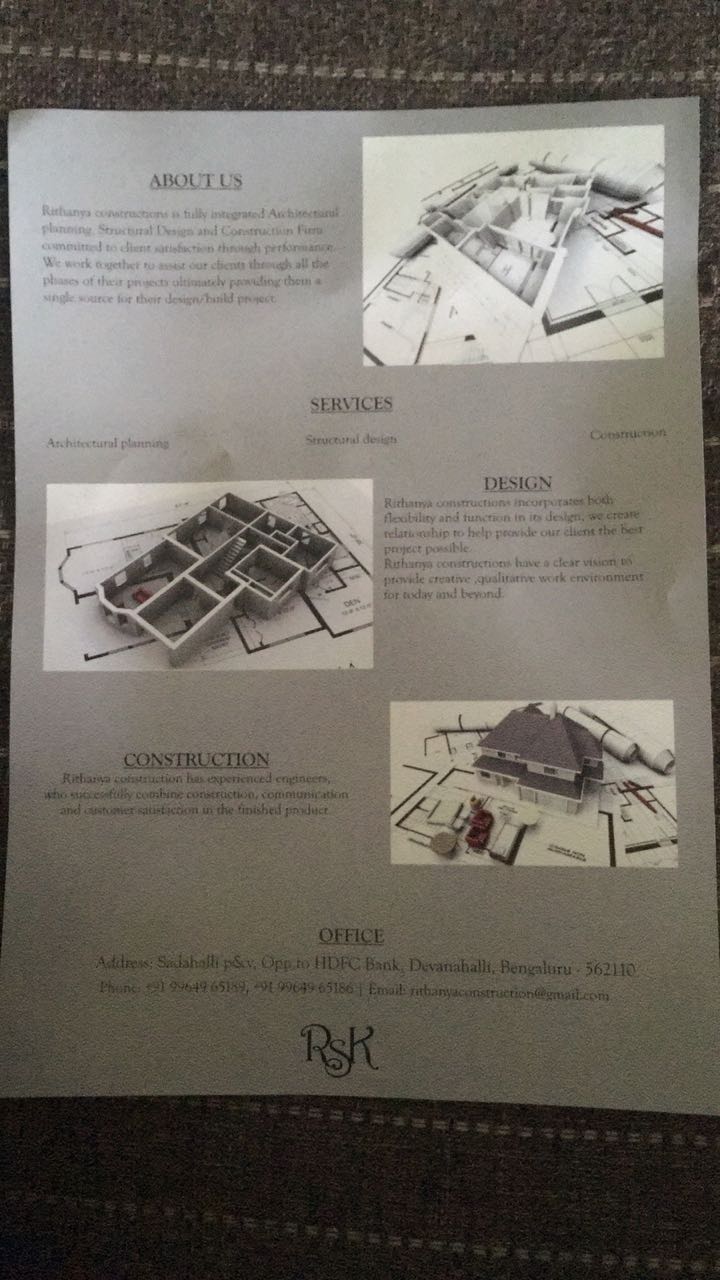 ABOUT US
Rithanya constructions is fully integrated Architectural
planning, Structural Design and Construction Firm
committed to client satisfaction through performance.
We work together to assist our clients through all the
phases of their projects ultimately providing them a
single source for their design/build project.
SERVICES
Architectural planning Structural design Construction
DESIGN
Rithanya constructions incorporates both
flexibility and function in its design, we create
relationship to help provide our client the best
project possible.
Rithanya constructions have a clear vision to
provide creative ,qualitative work environment
for today and beyond.
DEN
CONSTRUCTION
Rithanya construction has experienced engineers,
who successfully combine construction, communication
and customer satisfaction in the finished product
OFFICE
Address: Sadahalli p&v, Opp.to HDFC Bank, Devanahalli, Bengaluru - 562110
Phone: +91 99649 65189, +91 99649 65186 | Email: rithanyaconstruction@gmail.com
RSK